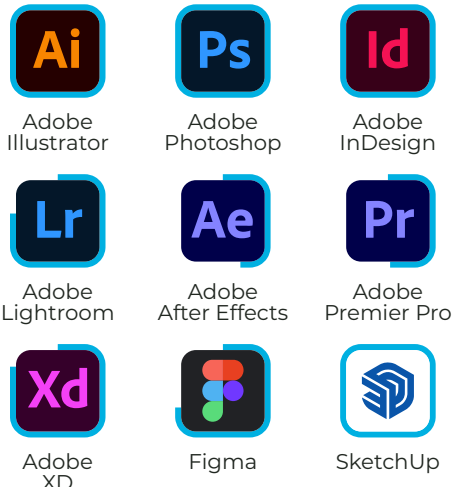 Ai
Ps
Id
Adobe
Illustrator
Adobe
Photoshop
Adobe
InDesign
Lr
Ae
Pr
Adobe
Lightroom
Adobe
After Effects
Adobe
Premier Pro
Xd
Adobe
XD
Figma
SketchUp